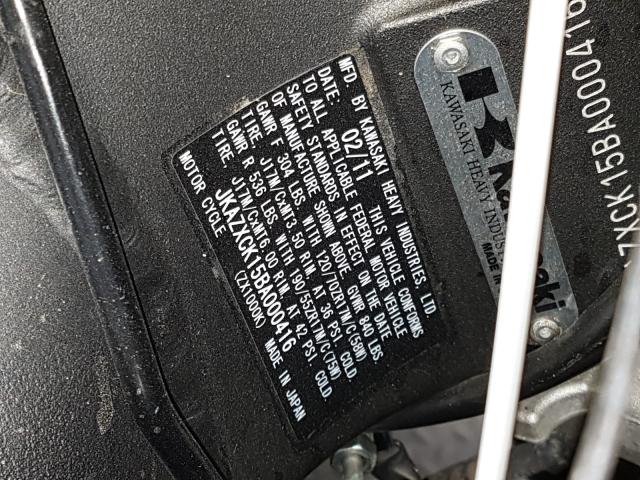 MFD. BY KAWASAKI HEAVY INDUSTRIES, LTD
DATE: 02/11 THIS VEHICLE CONFORMS
TO ALL APPLICABLE FEDERAL MOTOR VEHICLE
SAFETY STANDARDS IN EFFECT ON THE DATE
OF MANUFACTURE SHOWN ABOVE. GVWR 840 LBS
GAWR F 304 LBS. WITH 120/70ZR17M/C(58W)
TIRE, J17M/CxMT3.50 RIM, AT 36 PSI. COLD.
GAWR R 536 LBS. WITH 190/55ZR17M/C(75W)
TIRE, J17M/CxMT6.00 RIM, AT 42 PSI. COLD.
JKAZXCK15BA000416
MOTOR CYCLE (ZX1000K) MADE IN JAPAN
Kawasaki
KAWASAKI HEAVY INDUS
MADE IN
ZXCK15BA000416